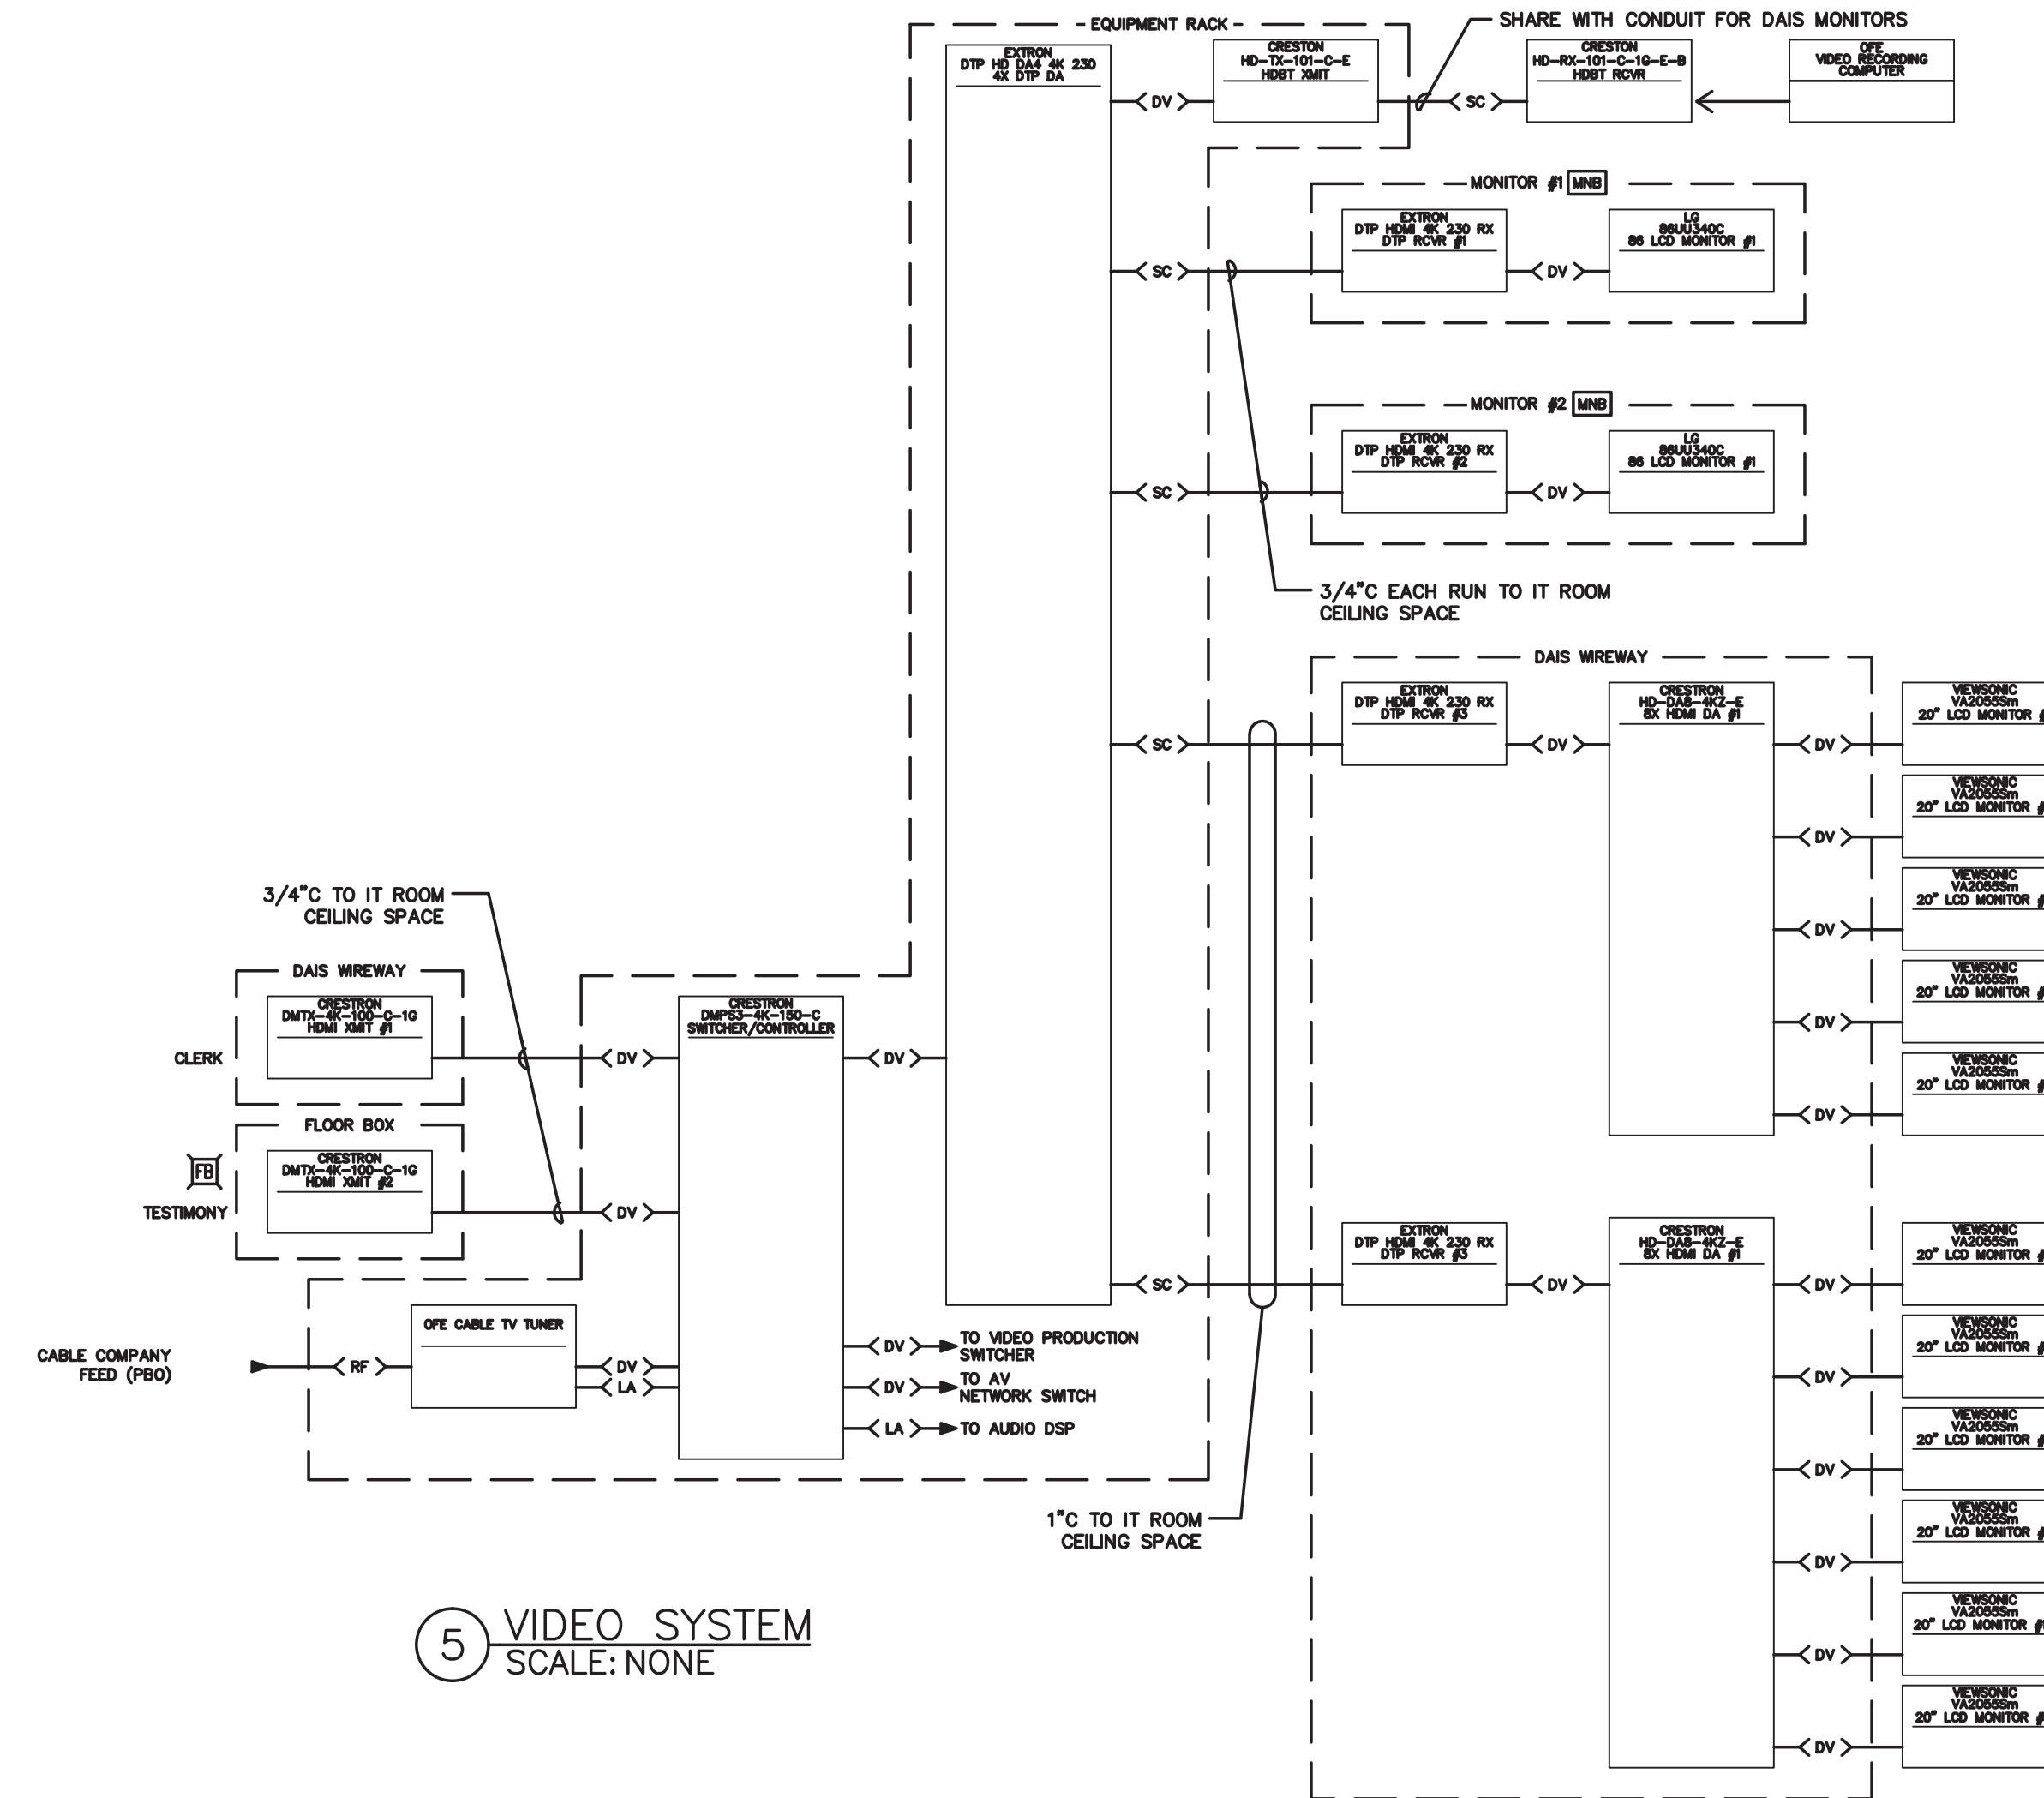 EQUIPMENT RACK
SHARE WITH CONDUIT FOR DAIS MONITORS
EXTRON
DTP HD DA4 4K 230
4X DTP DA
CRESTON
HD-TX-101-C-E
HDBT XMIT
CRESTON
HD-RX-101-C-1G-E-B
HDBT RCVR
OFE
VIDEO RECORDING
COMPUTER
DV
SC
MONITOR #1 MNB
EXTRON
DTP HDMI 4K 230 RX
DTP RCVR #1
LG
86UU340C
86 LCD MONITOR #1
SC
DV
MONITOR #2 MNB
EXTRON
DTP HDMI 4K 230 RX
DTP RCVR #2
LG
86UU340C
86 LCD MONITOR #1
SC
DV
3/4"C EACH RUN TO IT ROOM
CEILING SPACE
DAIS WIREWAY
EXTRON
DTP HDMI 4K 230 RX
DTP RCVR #3
CRESTRON
HD-DA8-4KZ-E
8X HDMI DA #1
VIEWSONIC
VA2055Sm
20" LCD MONITOR #
SC
DV
DV
VIEWSONIC
VA2055Sm
20" LCD MONITOR #
DV
VIEWSONIC
VA2055Sm
20" LCD MONITOR #
DV
VIEWSONIC
VA2055Sm
20" LCD MONITOR #
DV
VIEWSONIC
VA2055Sm
20" LCD MONITOR #
DV
3/4"C TO IT ROOM
CEILING SPACE
DAIS WIREWAY
CRESTRON
DMTX-4K-100-C-1G
HDMI XMIT #1
CLERK
DV
CRESTRON
DMPS3-4K-150-C
SWITCHER/CONTROLLER
DV
FLOOR BOX
FB
CRESTRON
DMTX-4K-100-C-1G
HDMI XMIT #2
TESTIMONY
DV
EXTRON
DTP HDMI 4K 230 RX
DTP RCVR #3
CRESTRON
HD-DA8-4KZ-E
8X HDMI DA #1
VIEWSONIC
VA2055Sm
20" LCD MONITOR #
SC
DV
DV
OFE CABLE TV TUNER
CABLE COMPANY
FEED (PBO)
RF
DV
LA
DV
TO VIDEO PRODUCTION
SWITCHER
DV
TO AV
NETWORK SWITCH
LA
TO AUDIO DSP
VIEWSONIC
VA2055Sm
20" LCD MONITOR #
DV
VIEWSONIC
VA2055Sm
20" LCD MONITOR #
DV
VIEWSONIC
VA2055Sm
20" LCD MONITOR #
DV
VIEWSONIC
VA2055Sm
20" LCD MONITOR #
DV
VIEWSONIC
VA2055Sm
20" LCD MONITOR #
DV
1"C TO IT ROOM
CEILING SPACE
5
VIDEO SYSTEM
SCALE: NONE